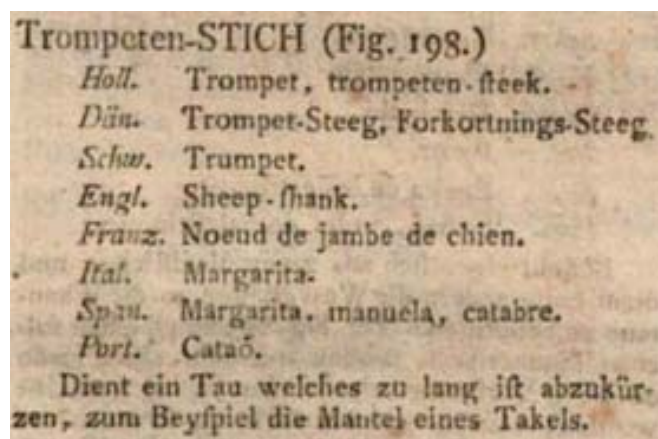 Trompeten-STICH (Fig. 198.)
Holl. Trompet, trompeten-ſteek.
Dän. Trompet-Steeg, Forkortnings-Steeg
Schw. Trumpet.
Engl. Sheep-ſhank.
Franz. Noeud de jambe de chien.
Ital. Margarita.
Span. Margarita, manuela, catabre.
Port. Cataõ.
Dient ein Tau welches zu lang iſt abzukür-
zen, zum Beyſpiel die Mantel eines Takels.